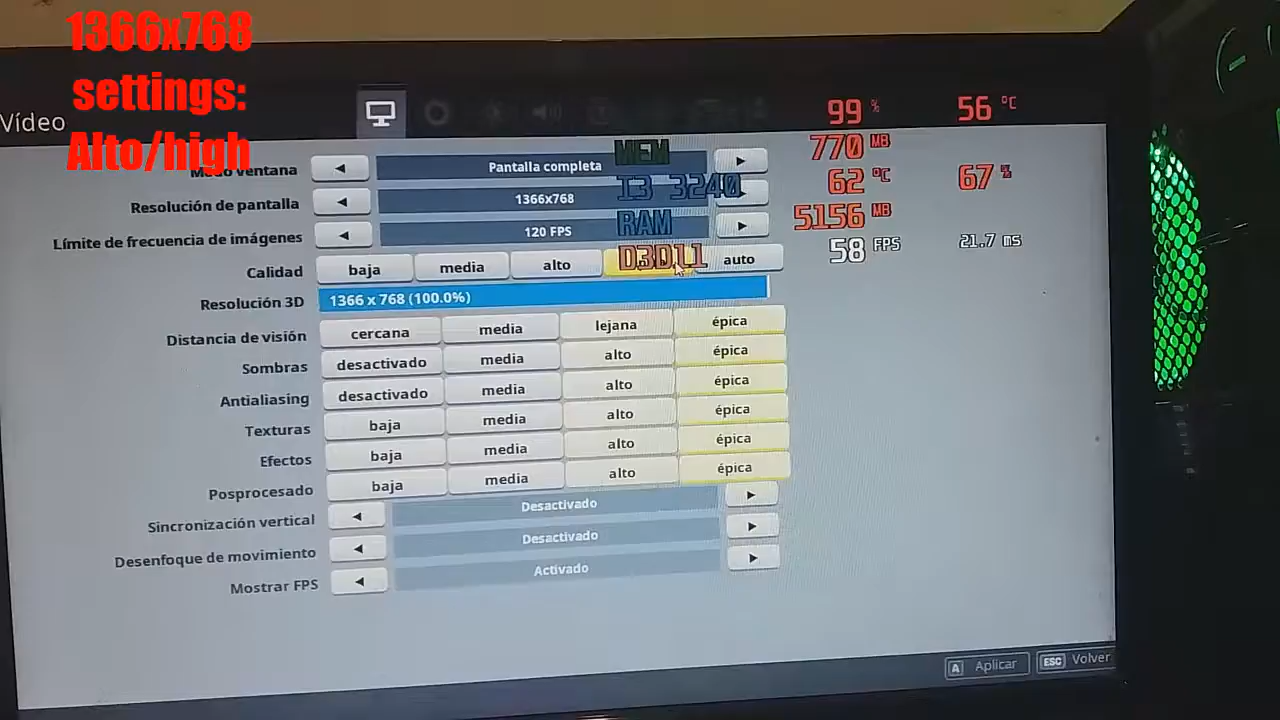 1366x768
settings:
Alto/high
Vídeo
99 % 56 °C
MEM 770 MB
I3 3240 62 °C 67 %
RAM 5156 MB
D3D11 58 FPS 21.7 ms
Modo ventana ◄ Pantalla completa ►
Resolución de pantalla ◄ 1366x768 ►
Límite de frecuencia de imágenes ◄ 120 FPS ►
Calidad baja media alto auto
Resolución 3D 1366 x 768 (100.0%)
Distancia de visión cercana media lejana épica
Sombras desactivado media alto épica
Antialiasing desactivado media alto épica
Texturas baja media alto épica
Efectos baja media alto épica
Posprocesado baja media alto épica
Sincronización vertical ◄ Desactivado ►
Desenfoque de movimiento ◄ Desactivado ►
Mostrar FPS ◄ Activado ►
A Aplicar ESC Volver